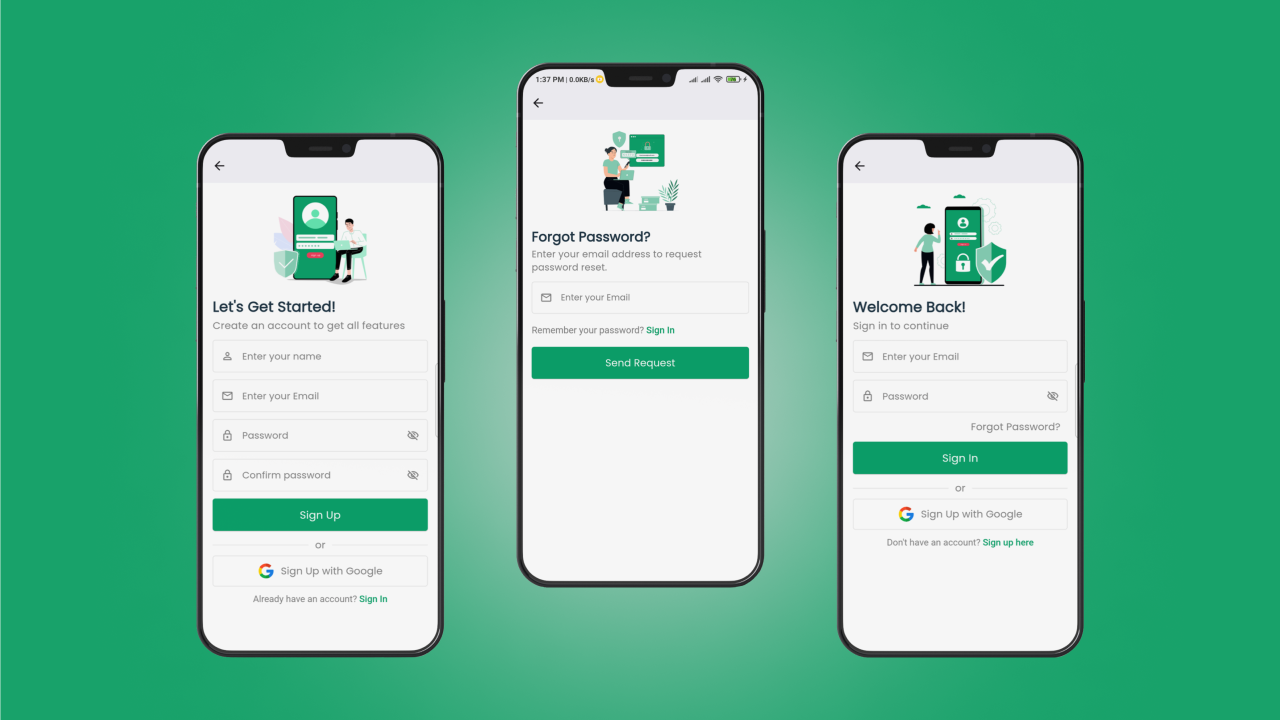 Let's Get Started!
Create an account to get all features
Enter your name
Enter your Email
Password
Confirm password
Sign Up
or
Sign Up with Google
Already have an account? Sign In
1:37 PM | 0.0KB/s
Forgot Password?
Enter your email address to request
password reset.
Enter your Email
Remember your password? Sign In
Send Request
Welcome Back!
Sign in to continue
Enter your Email
Password
Forgot Password?
Sign In
or
Sign Up with Google
Don't have an account? Sign up here